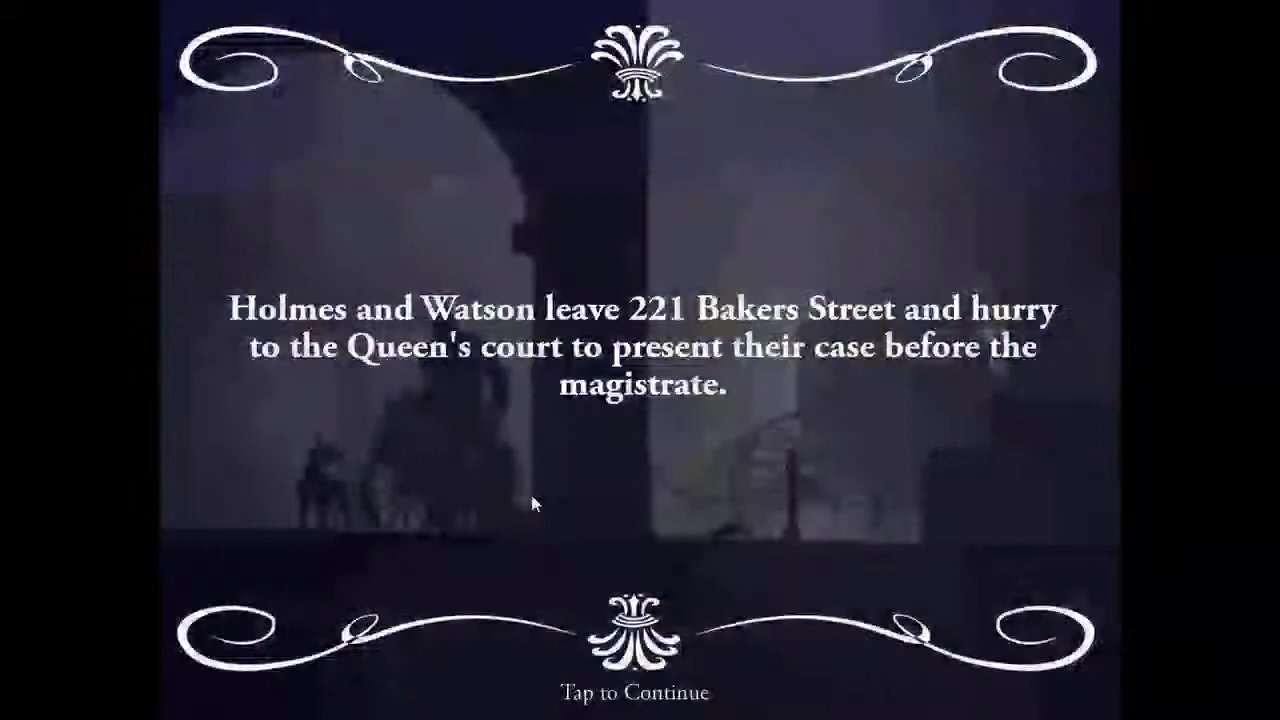 Holmes and Watson leave 221 Bakers Street and hurry
to the Queen's court to present their case before the
magistrate.
Tap to Continue